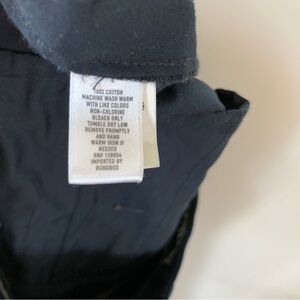 100% COTTON
MACHINE WASH WARM
WITH LIKE COLORS
NON-CHLORINE
BLEACH ONLY
TUMBLE DRY LOW
REMOVE PROMPTLY
AND HANG
WARM IRON IF
NEEDED
RN# 128054
IMPORTED BY
BONOBOS